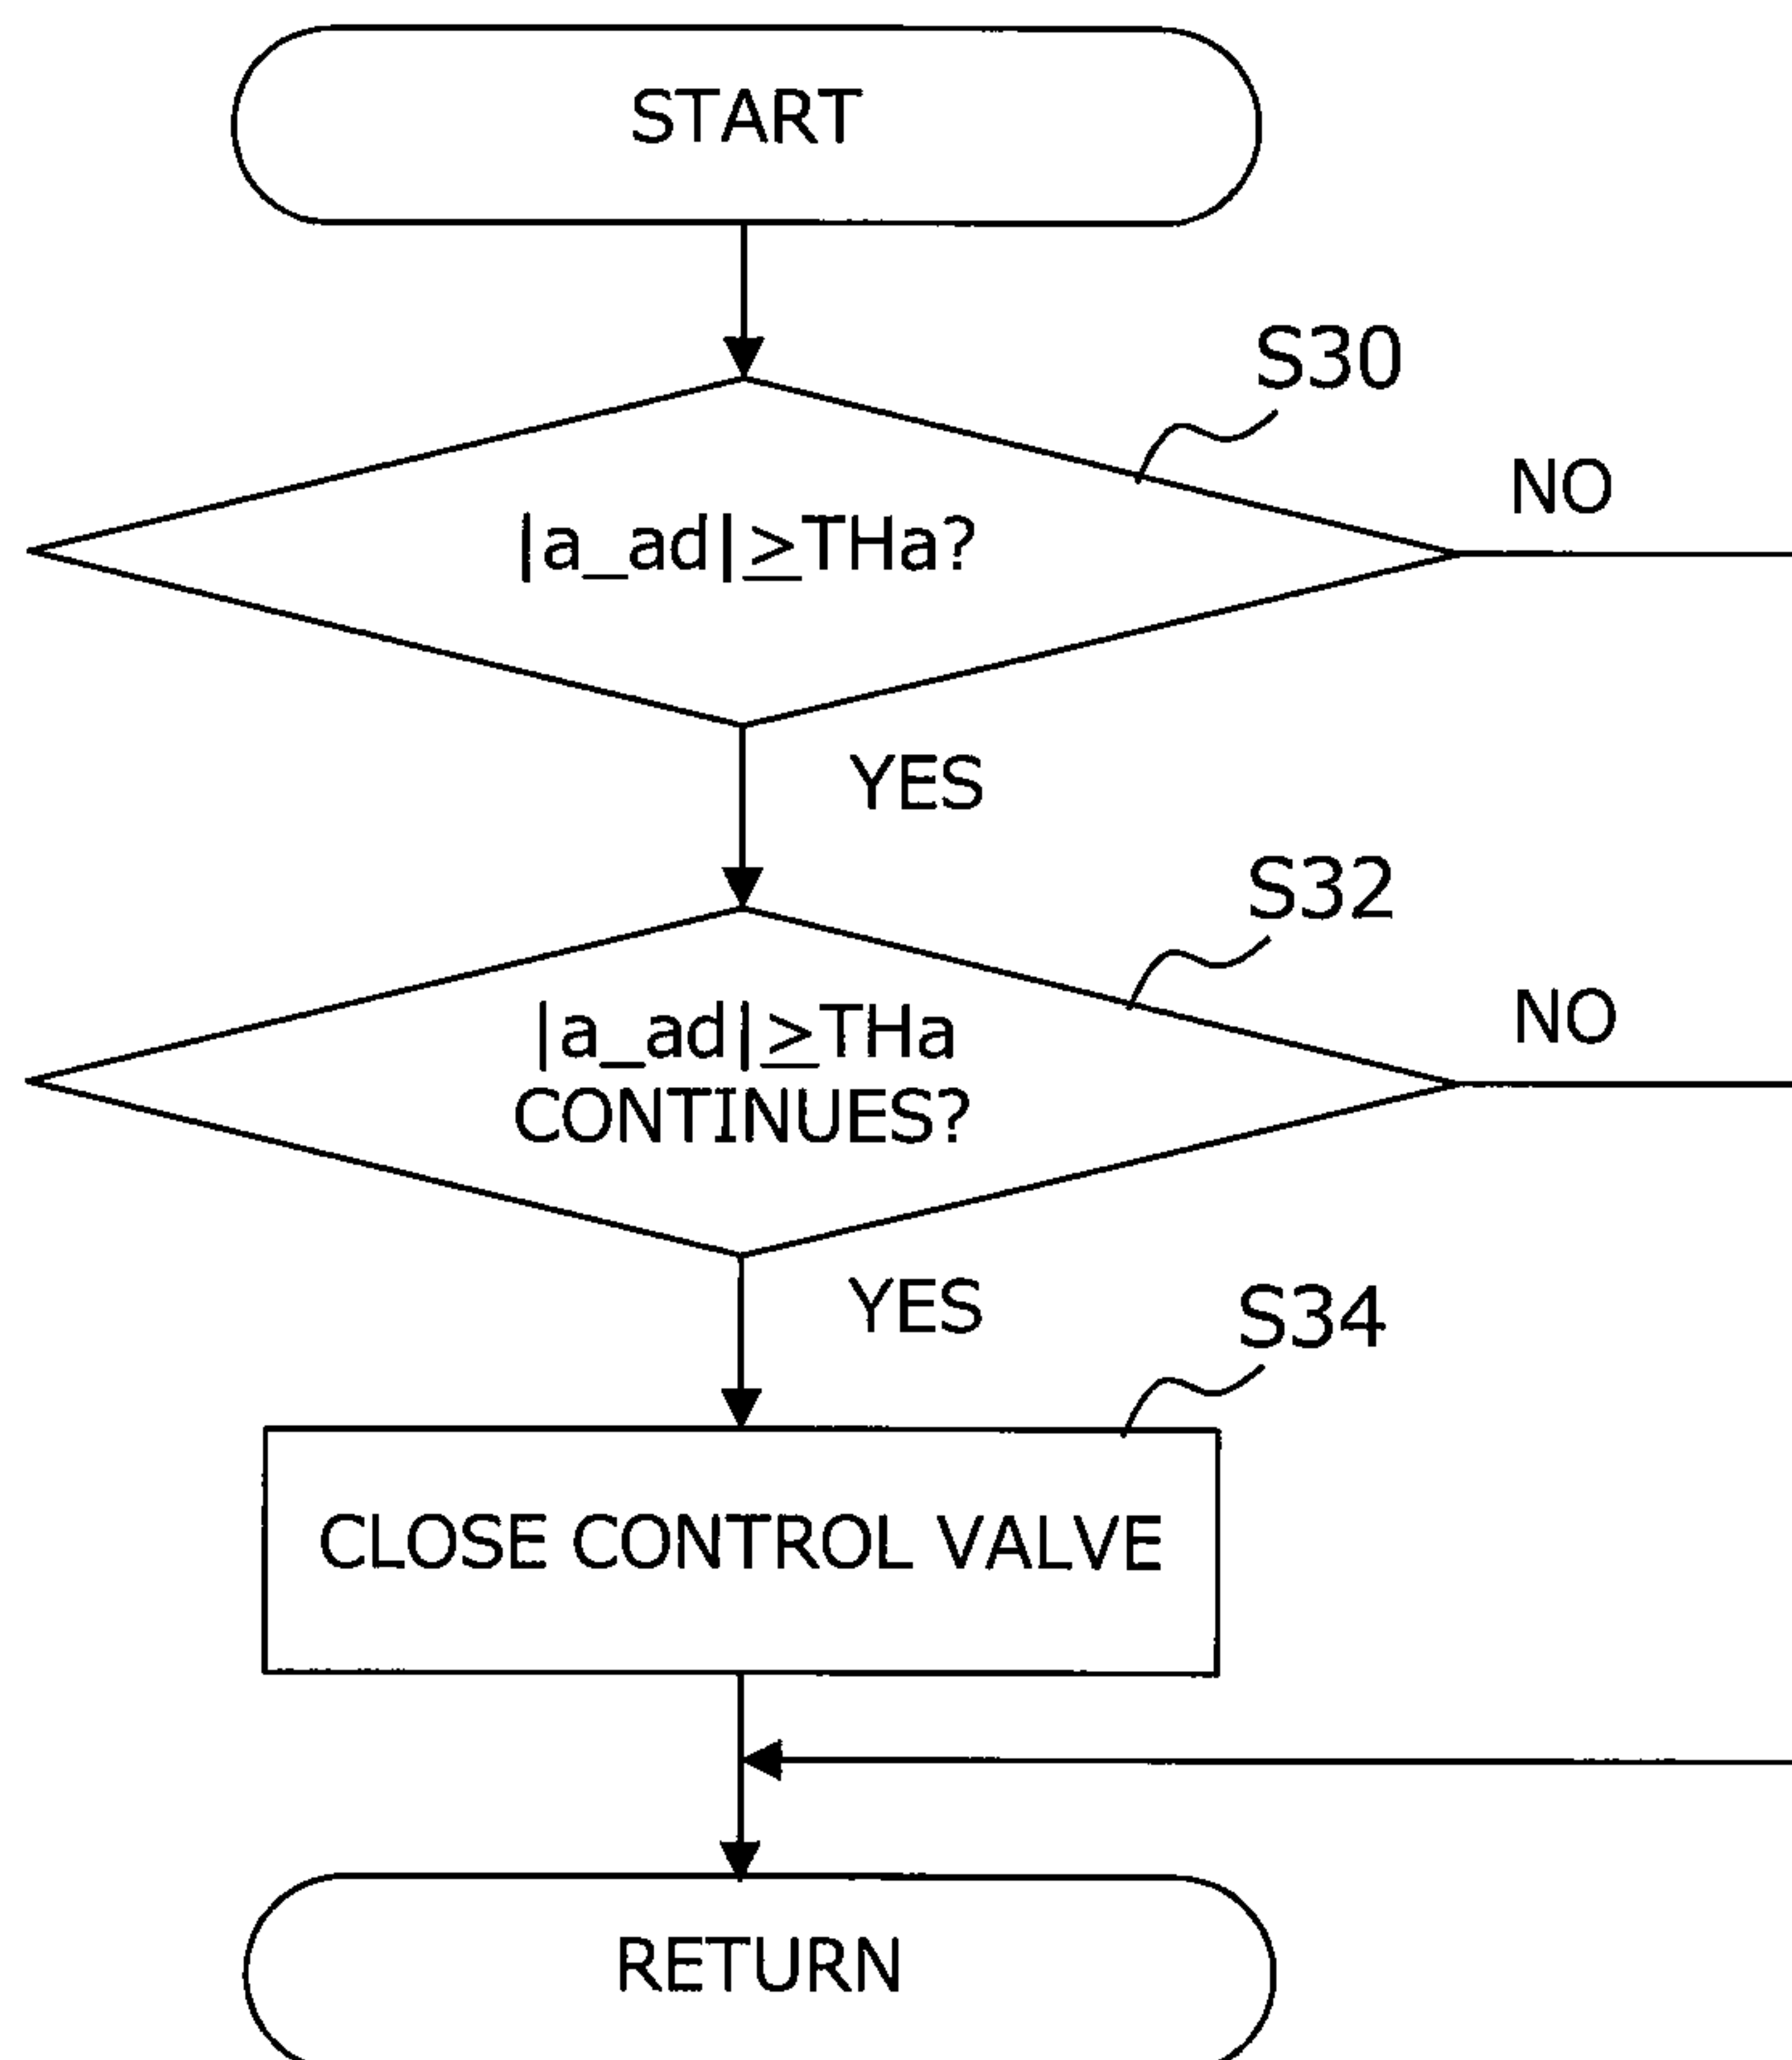 START
S30
NO
|a_ad|≥THa?
YES
S32
NO
|a_ad|≥THa
CONTINUES?
YES
S34
CLOSE CONTROL VALVE
RETURN